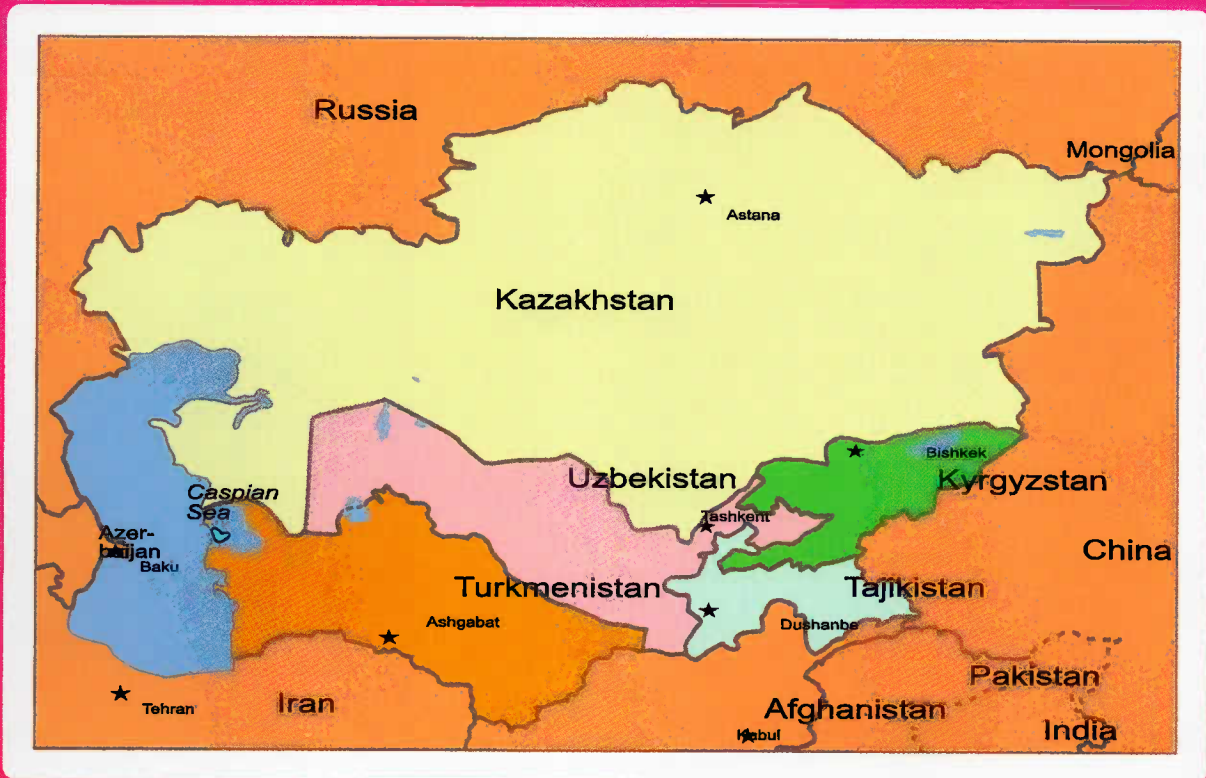 Russia
Mongolia
Astana
Kazakhstan
Bishkek
Uzbekistan
Kyrgyzstan
Caspian
Sea
Tashkent
Azer-
baijan
China
Baku
Turkmenistan
Tajikistan
Ashgabat
Dushanbe
Pakistan
Iran
Tehran
Afghanistan
Kabul
India